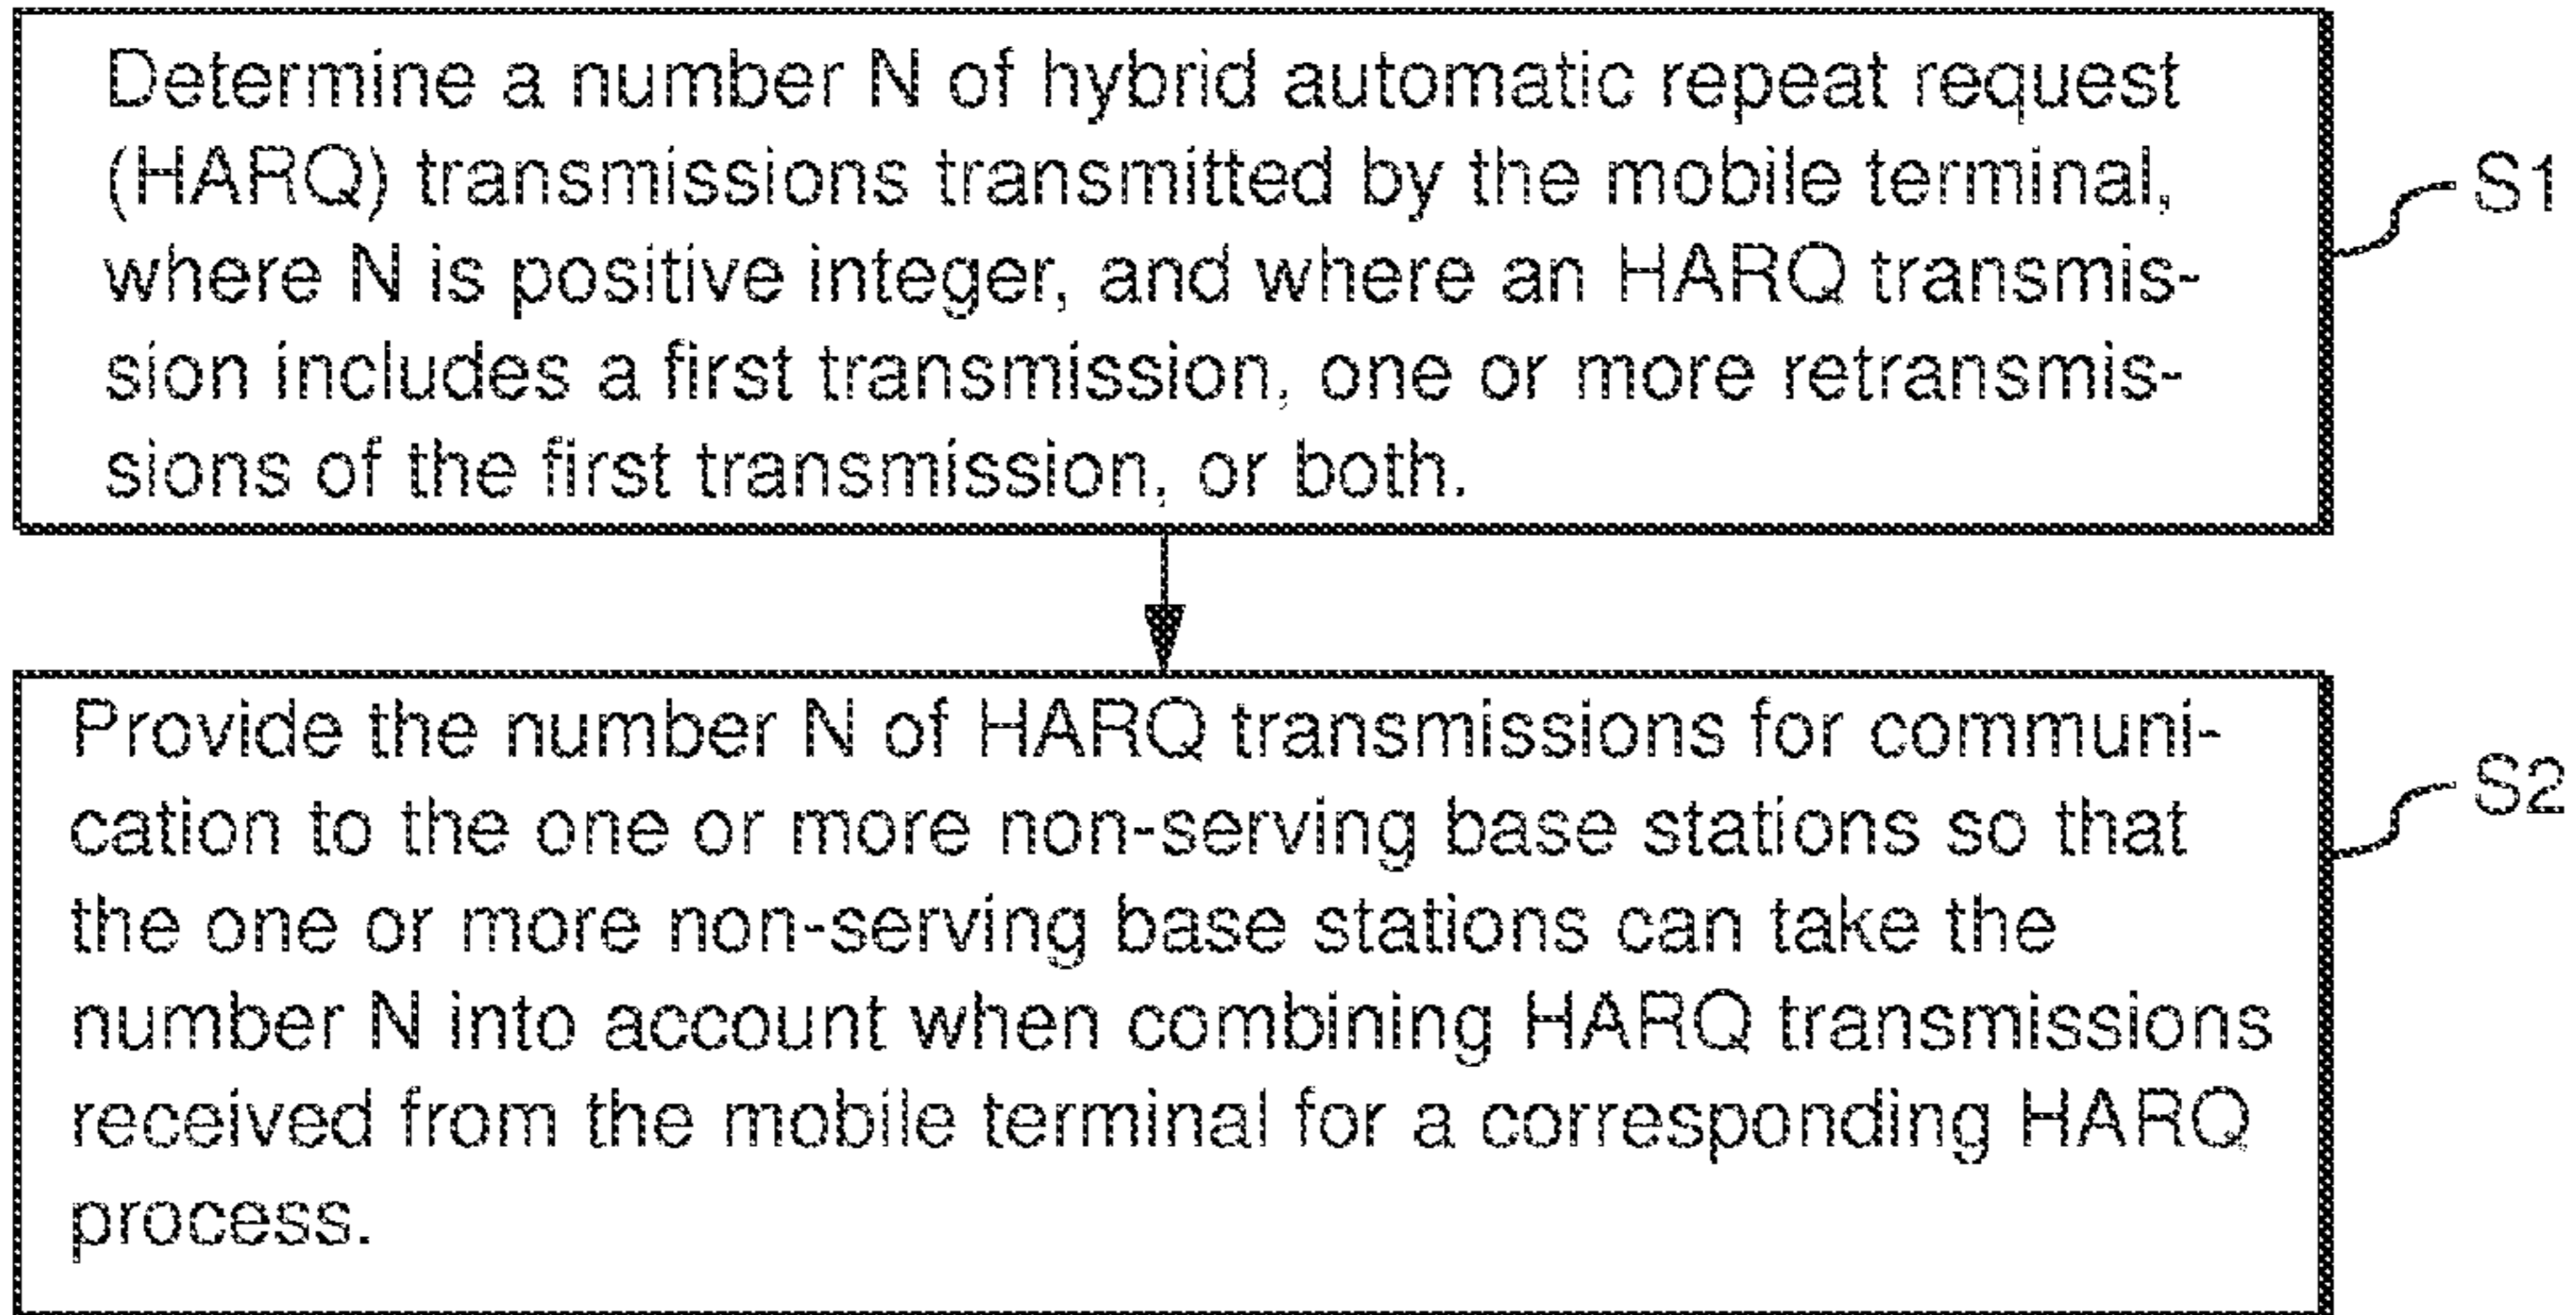 Determine a number N of hybrid automatic repeat request
(HARQ) transmissions transmitted by the mobile terminal,
where N is positive integer, and where an HARQ transmis-
sion includes a first transmission, one or more retransmis-
sions of the first transmission, or both.
S1
Provide the number N of HARQ transmissions for communi-
cation to the one or more non-serving base stations so that
the one or more non-serving base stations can take the
number N into account when combining HARQ transmissions
received from the mobile terminal for a corresponding HARQ
process.
S2